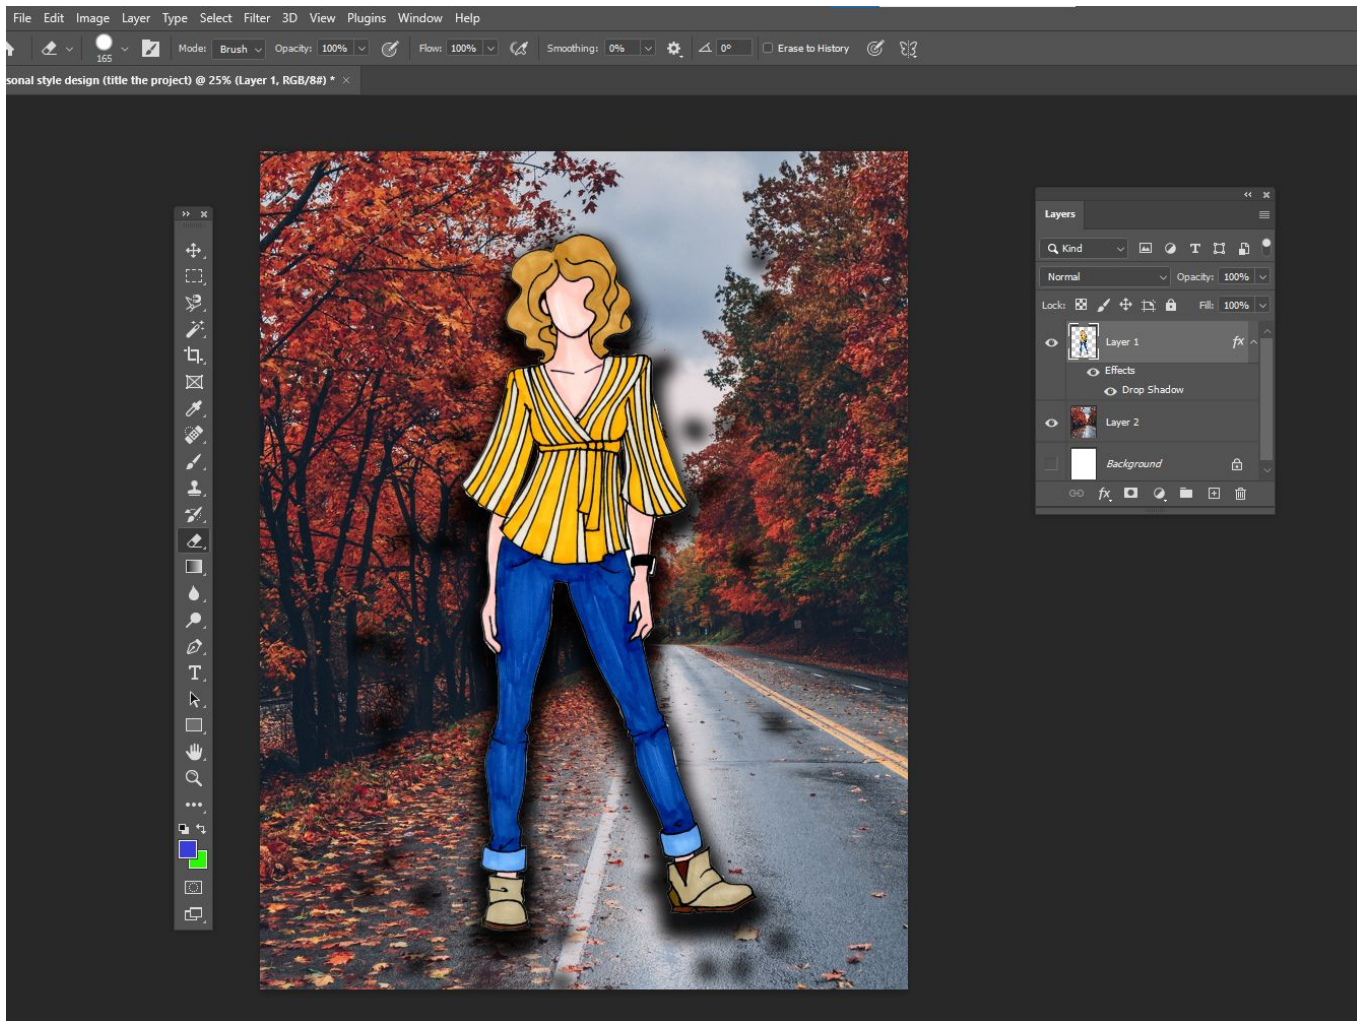 File Edit Image Layer Type Select Filter 3D View Plugins Window Help
165 Mode: Brush Opacity: 100% Flow: 100% Smoothing: 0% 0° Erase to History
sonal style design (title the project) @ 25% (Layer 1, RGB/8#) * ×
Layers
Kind
Normal Opacity: 100%
Lock: Fill: 100%
Layer 1 fx
Effects
Drop Shadow
Layer 2
Background
fx